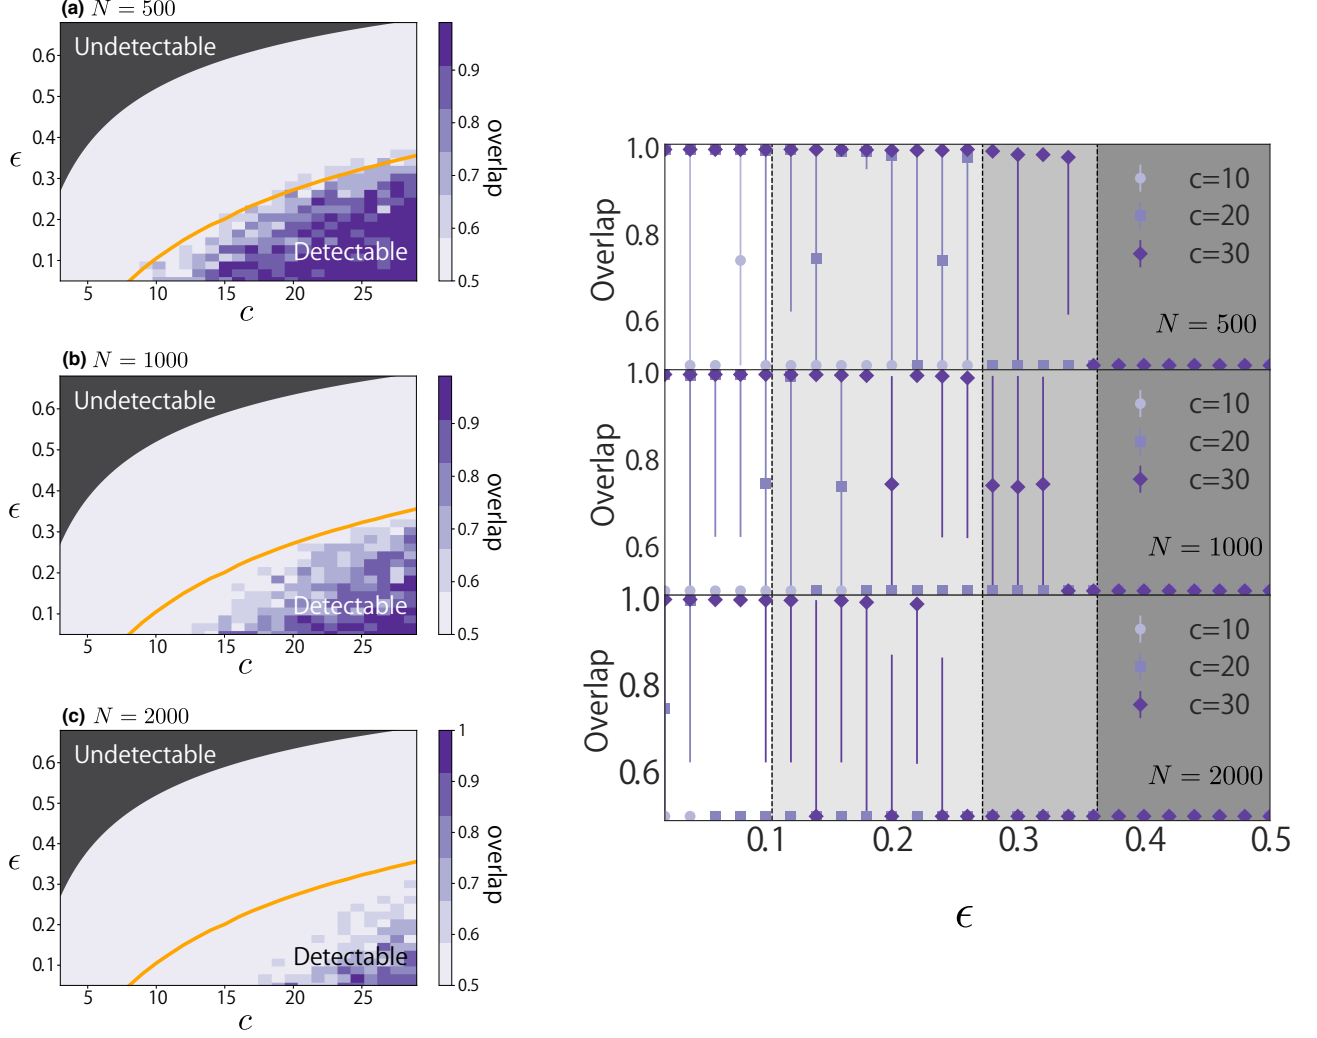 (a) N = 500
Undetectable
Detectable
0.6
0.5
0.4
0.3
0.2
0.1
ϵ
5 10 15 20 25
c
0.9
0.8
0.7
0.6
0.5
overlap
(b) N = 1000
Undetectable
Detectable
0.6
0.5
0.4
0.3
0.2
0.1
ϵ
5 10 15 20 25
c
0.9
0.8
0.7
0.6
0.5
overlap
(c) N = 2000
Undetectable
Detectable
0.6
0.5
0.4
0.3
0.2
0.1
ϵ
5 10 15 20 25
c
1
0.9
0.8
0.7
0.6
0.5
overlap
1.0
0.8
0.6
Overlap
c=10
c=20
c=30
N = 500
1.0
0.8
0.6
Overlap
c=10
c=20
c=30
N = 1000
1.0
0.8
0.6
Overlap
c=10
c=20
c=30
N = 2000
0.1 0.2 0.3 0.4 0.5
ϵ